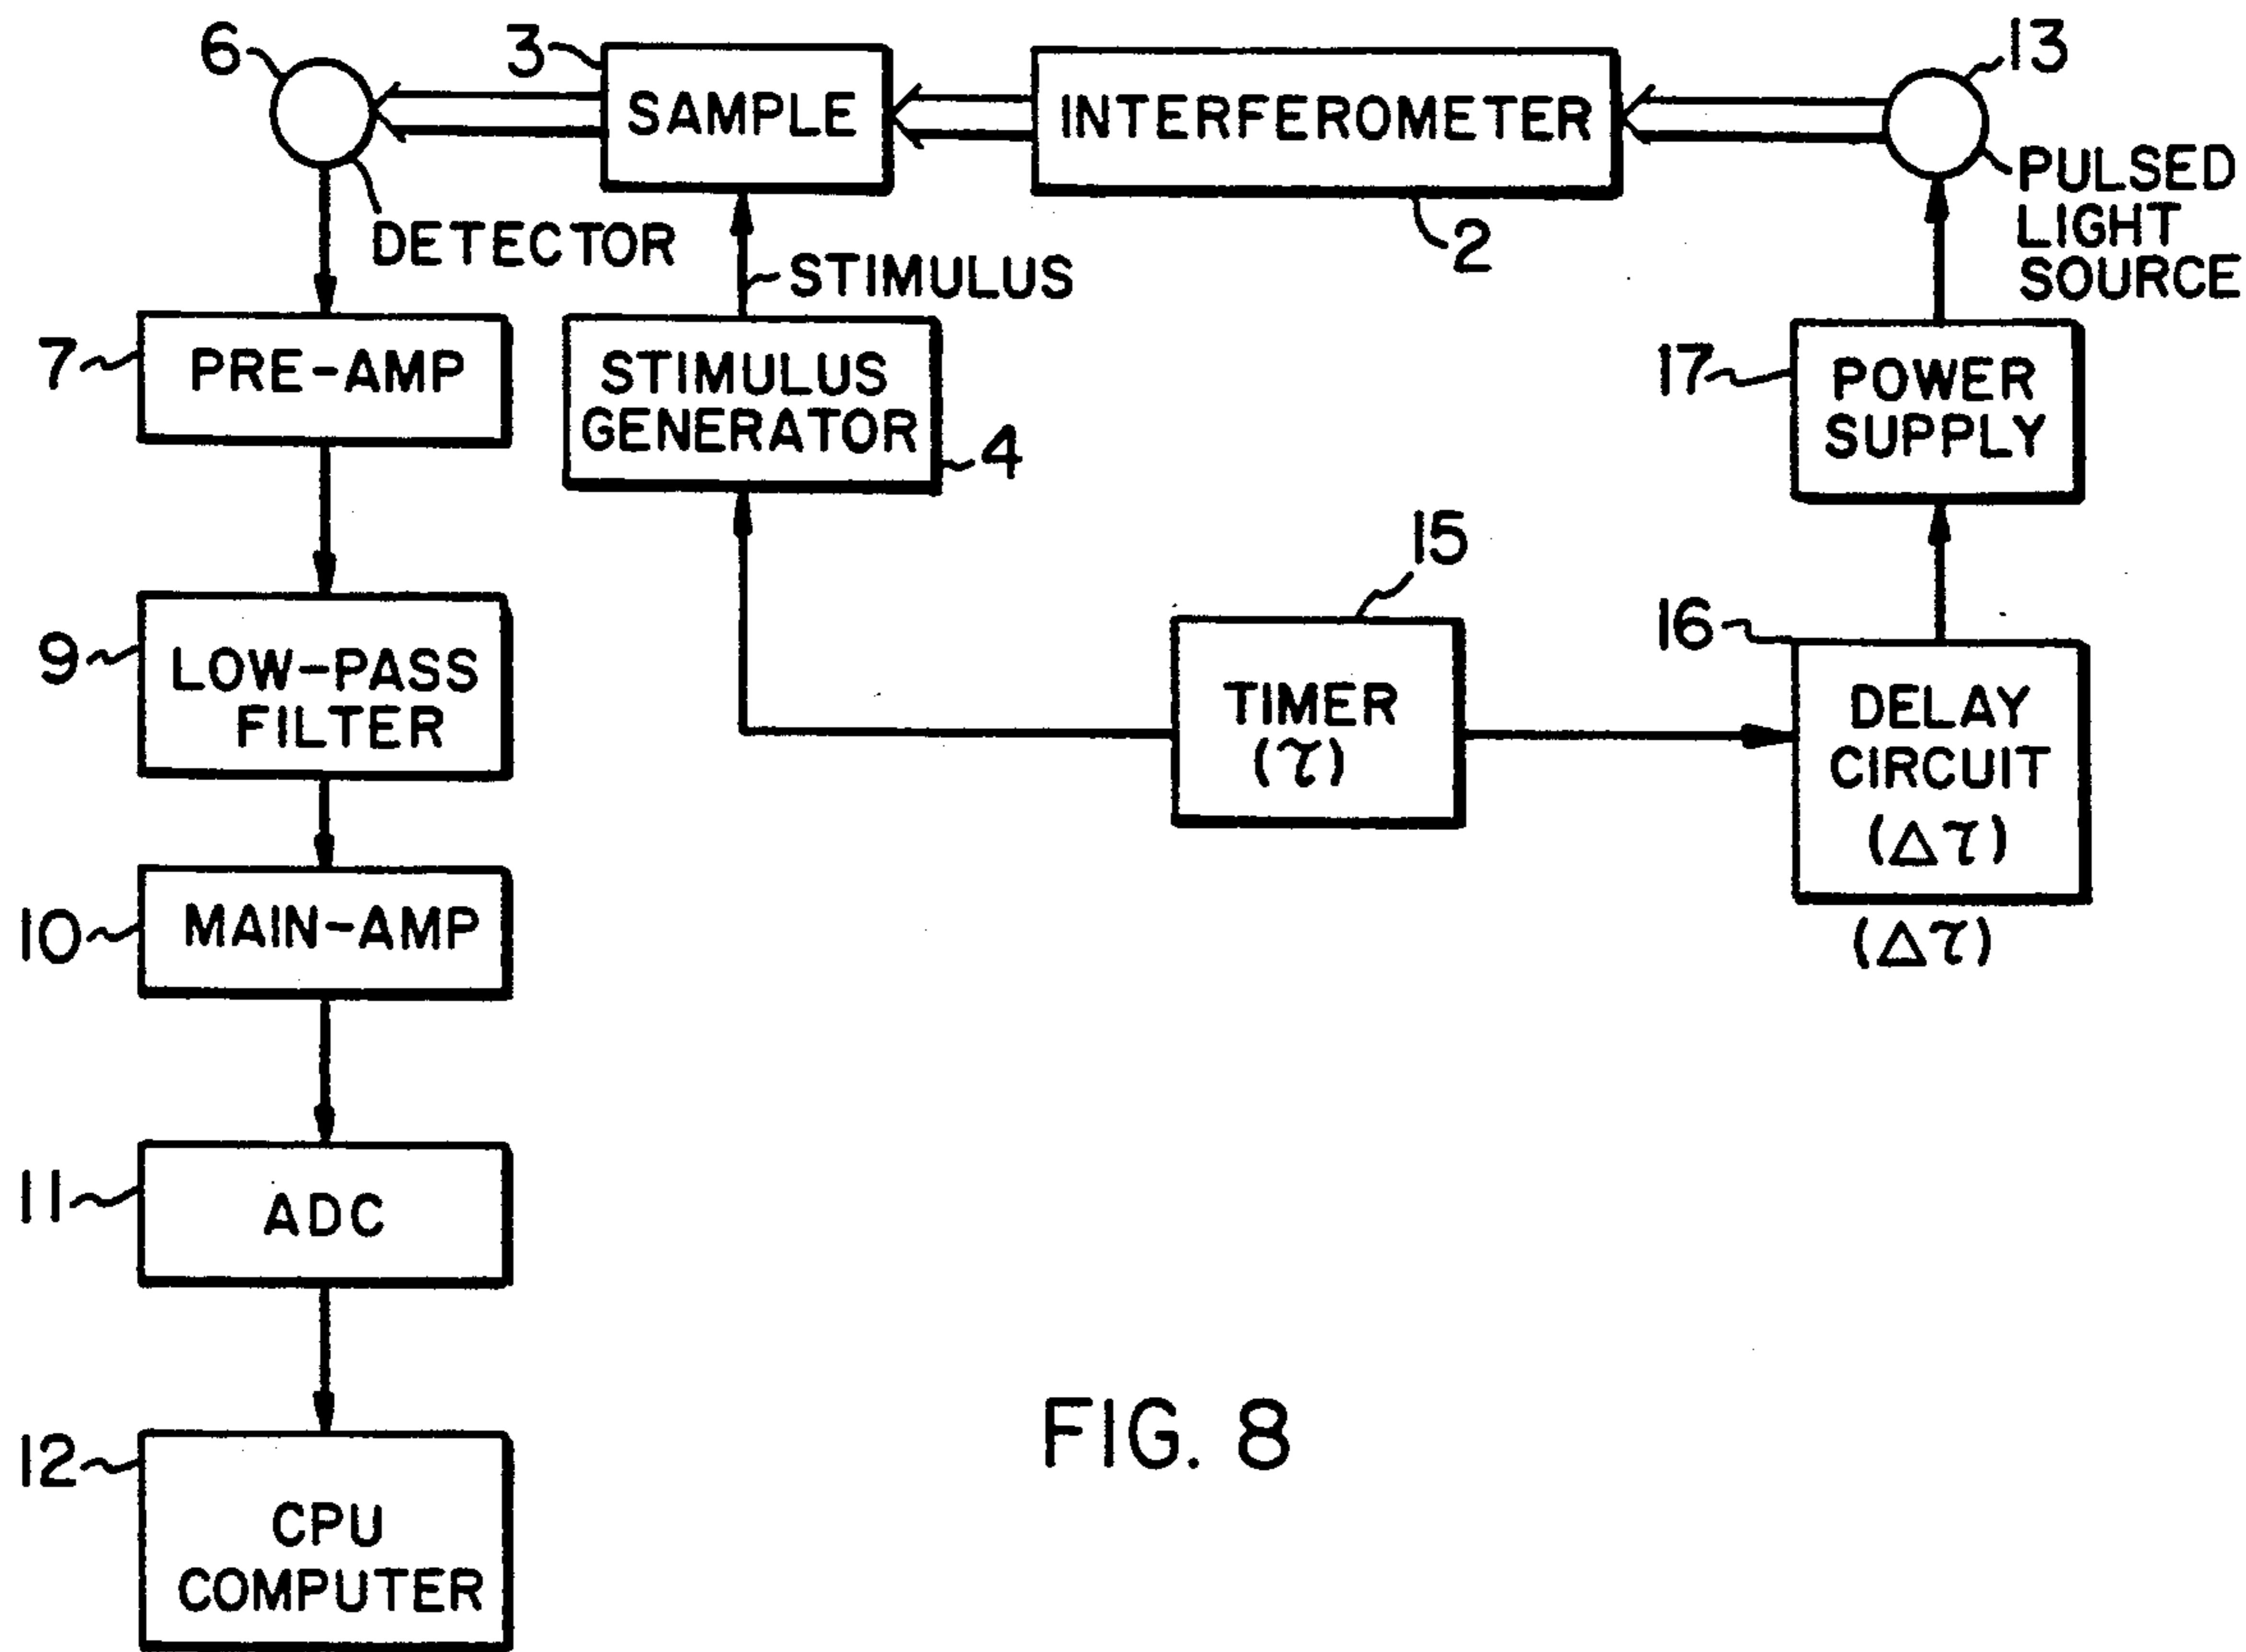 6
3
SAMPLE
INTERFEROMETER
13
PULSED
LIGHT
SOURCE
2
DETECTOR
STIMULUS
7
PRE-AMP
STIMULUS
GENERATOR
4
17
POWER
SUPPLY
15
16
9
LOW-PASS
FILTER
TIMER
(τ)
DELAY
CIRCUIT
(Δτ)
(Δτ)
10
MAIN-AMP
11
ADC
12
CPU
COMPUTER
FIG. 8